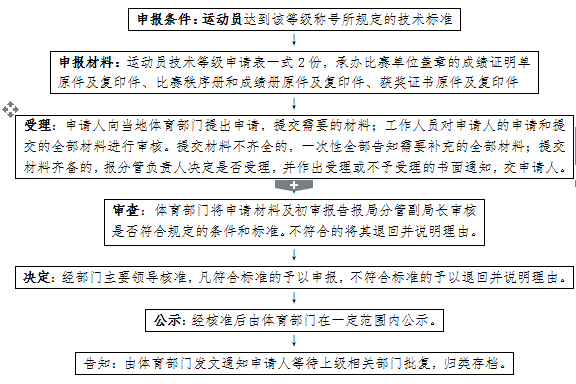 申报条件：运动员达到该等级称号所规定的技术标准
申报材料：运动员技术等级申请表一式 2 份，承办比赛单位盖章的成绩证明单
原件及复印件、比赛秩序册和成绩册原件及复印件、获奖证书原件及复印件
受理：申请人向当地体育部门提出申请，提交需要的材料；工作人员对申请人的申请和提
交的全部材料进行审核。提交材料不齐全的，一次性全部告知需要补充的全部材料；提交
材料齐备的，报分管负责人决定是否受理，并作出受理或不予受理的书面通知，交申请人。
审查：体育部门将申请材料及初审报告报局分管副局长审核
是否符合规定的条件和标准。不符合的将其退回并说明理由。
决定：经部门主要领导核准，凡符合标准的予以申报，不符合标准的予以退回并说明理由。
公示：经核准后由体育部门在一定范围内公示。
告知：由体育部门发文通知申请人等待上级相关部门批复，归类存档。